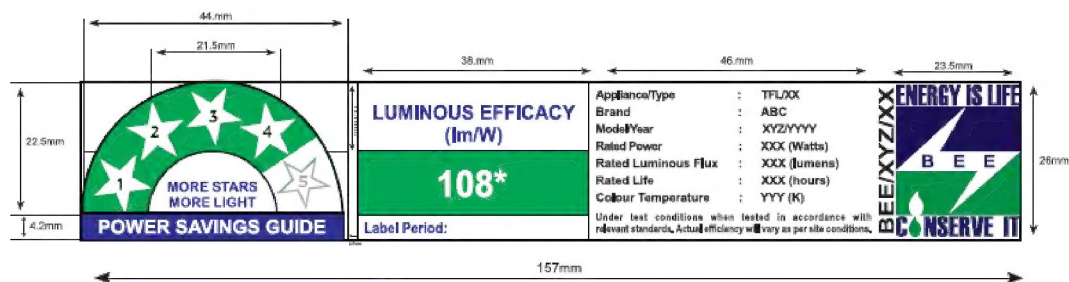 44.mm
21.5mm
38.mm
46.mm
23.5mm
22.5mm
4.2mm
1
2
3
4
5
MORE STARS
MORE LIGHT
POWER SAVINGS GUIDE
LUMINOUS EFFICACY
(lm/W)
108*
Label Period:
Appliance/Type : TFL/XX
Brand : ABC
Model/Year : XYZ/YYYY
Rated Power : XXX (Watts)
Rated Luminous Flux : XXX (lumens)
Rated Life : XXX (hours)
Colour Temperature : YYY (K)
Under test conditions when tested in accordance with
relevant standards. Actual efficiency will vary as per site conditions.
BEE/XYZ/XX
ENERGY IS LIFE
BEE
CONSERVE IT
26mm
157mm